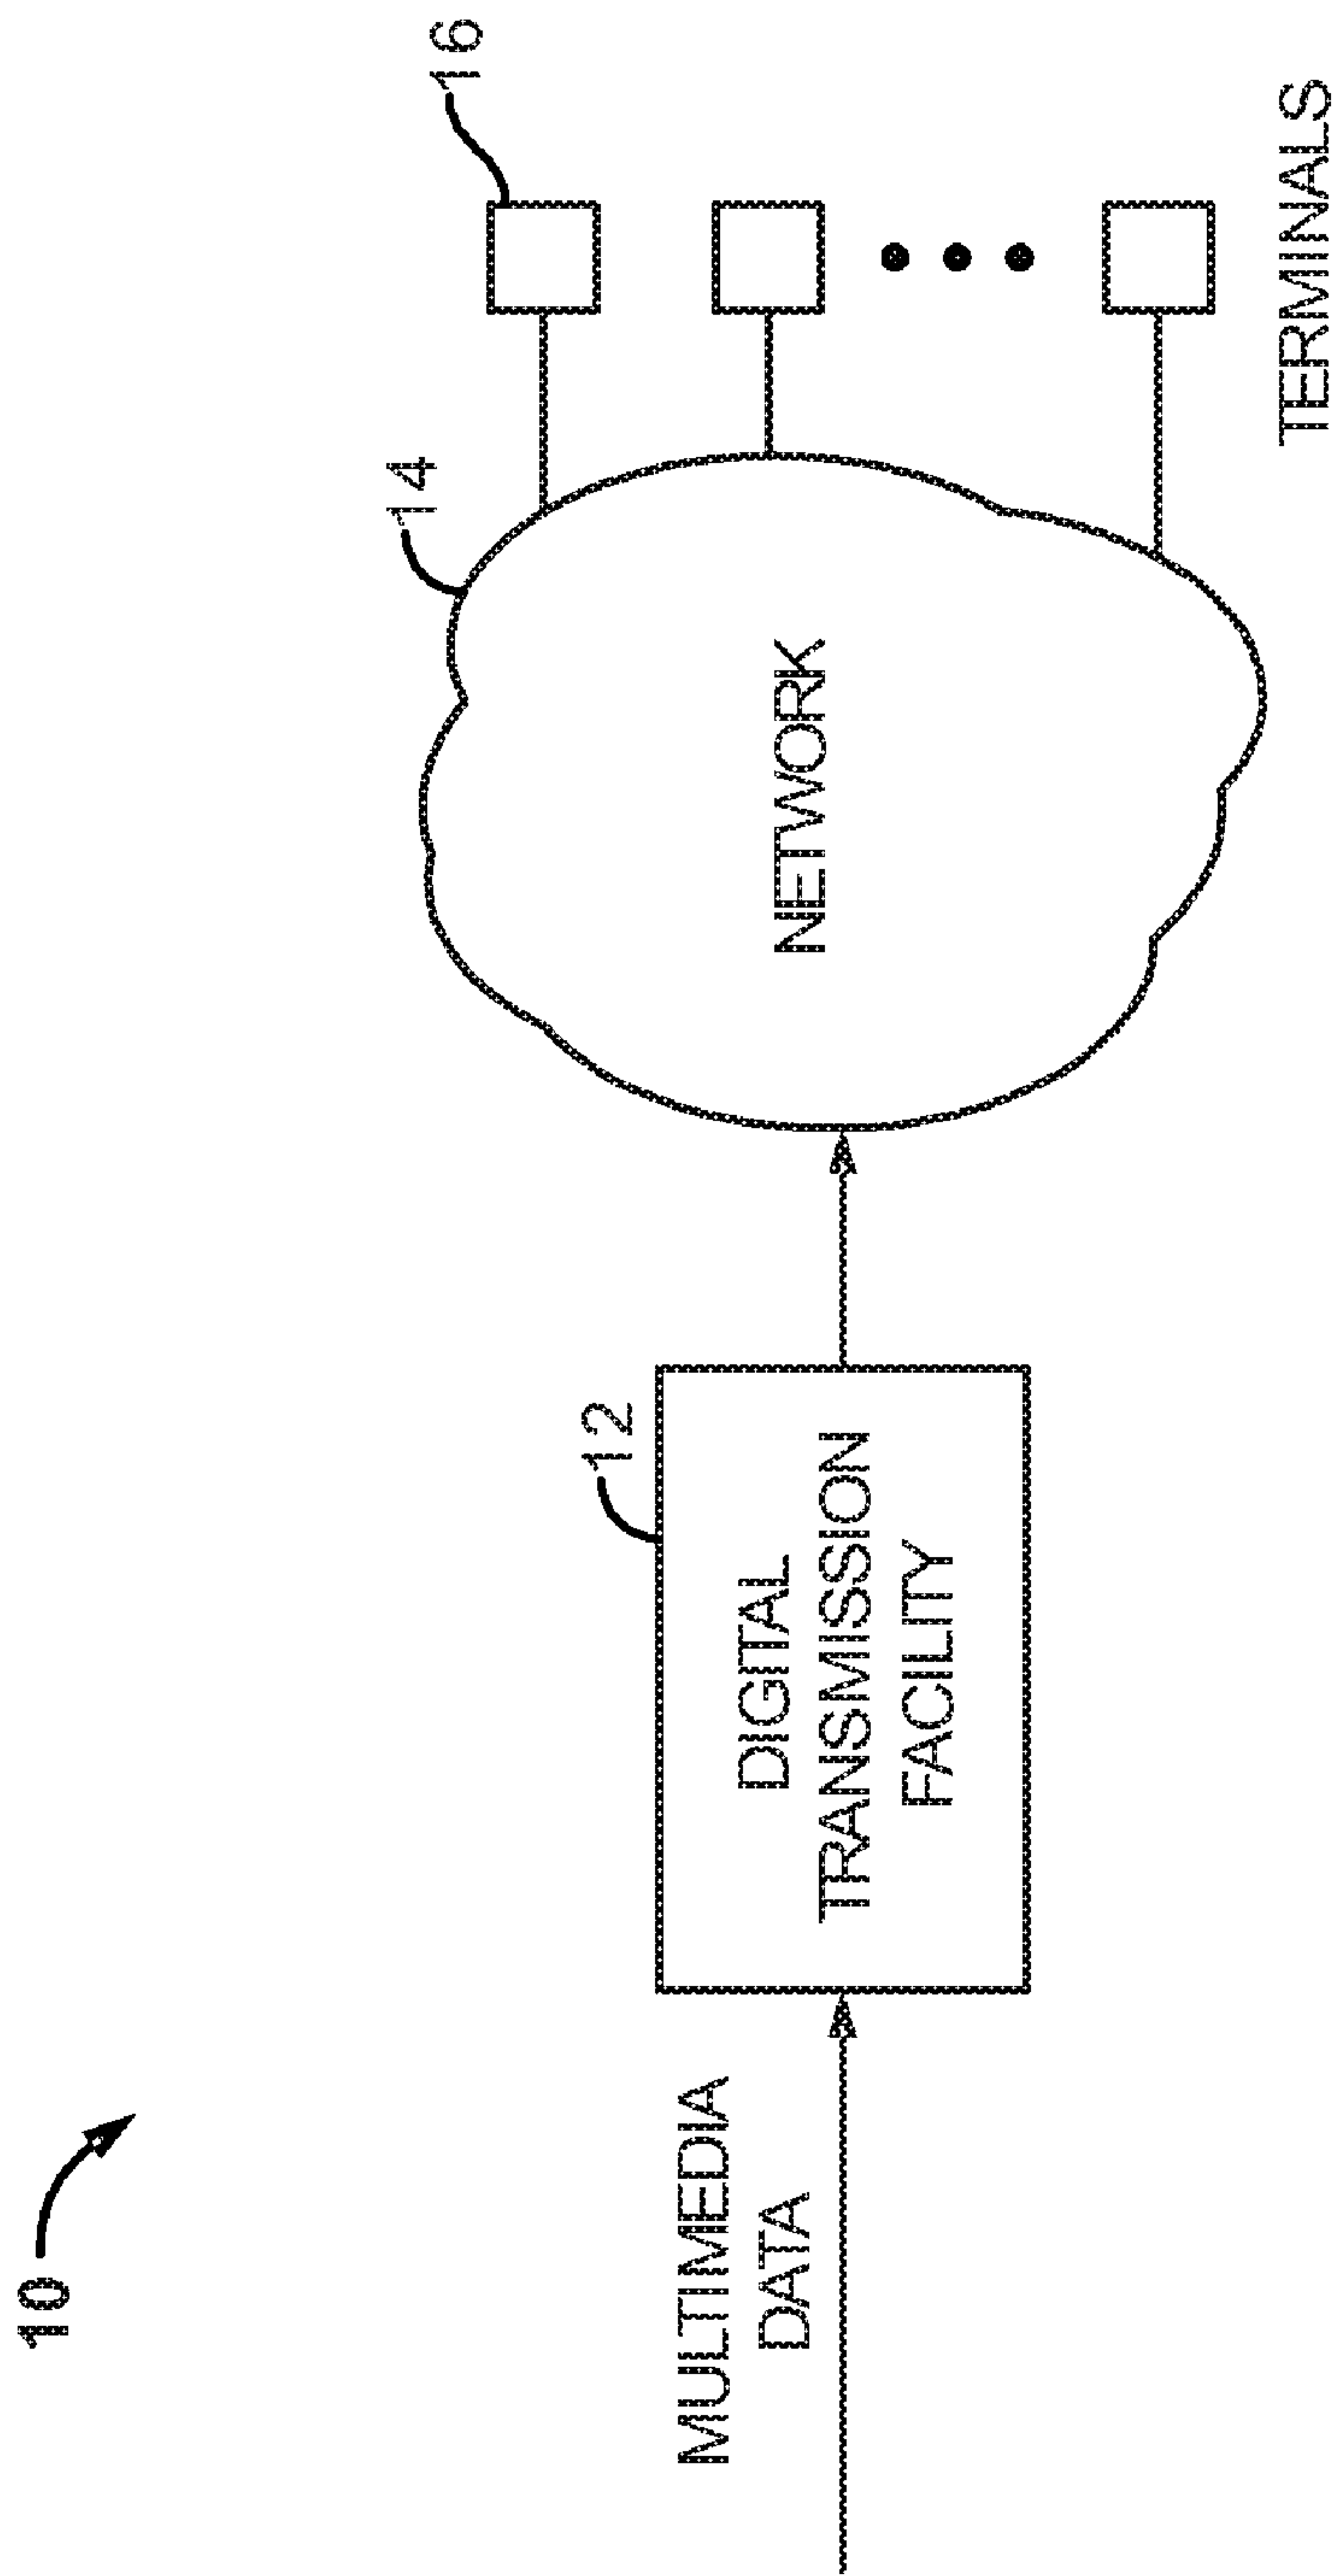 10
MULTIMEDIA
DATA
12
DIGITAL
TRANSMISSION
FACILITY
14
NETWORK
16
TERMINALS